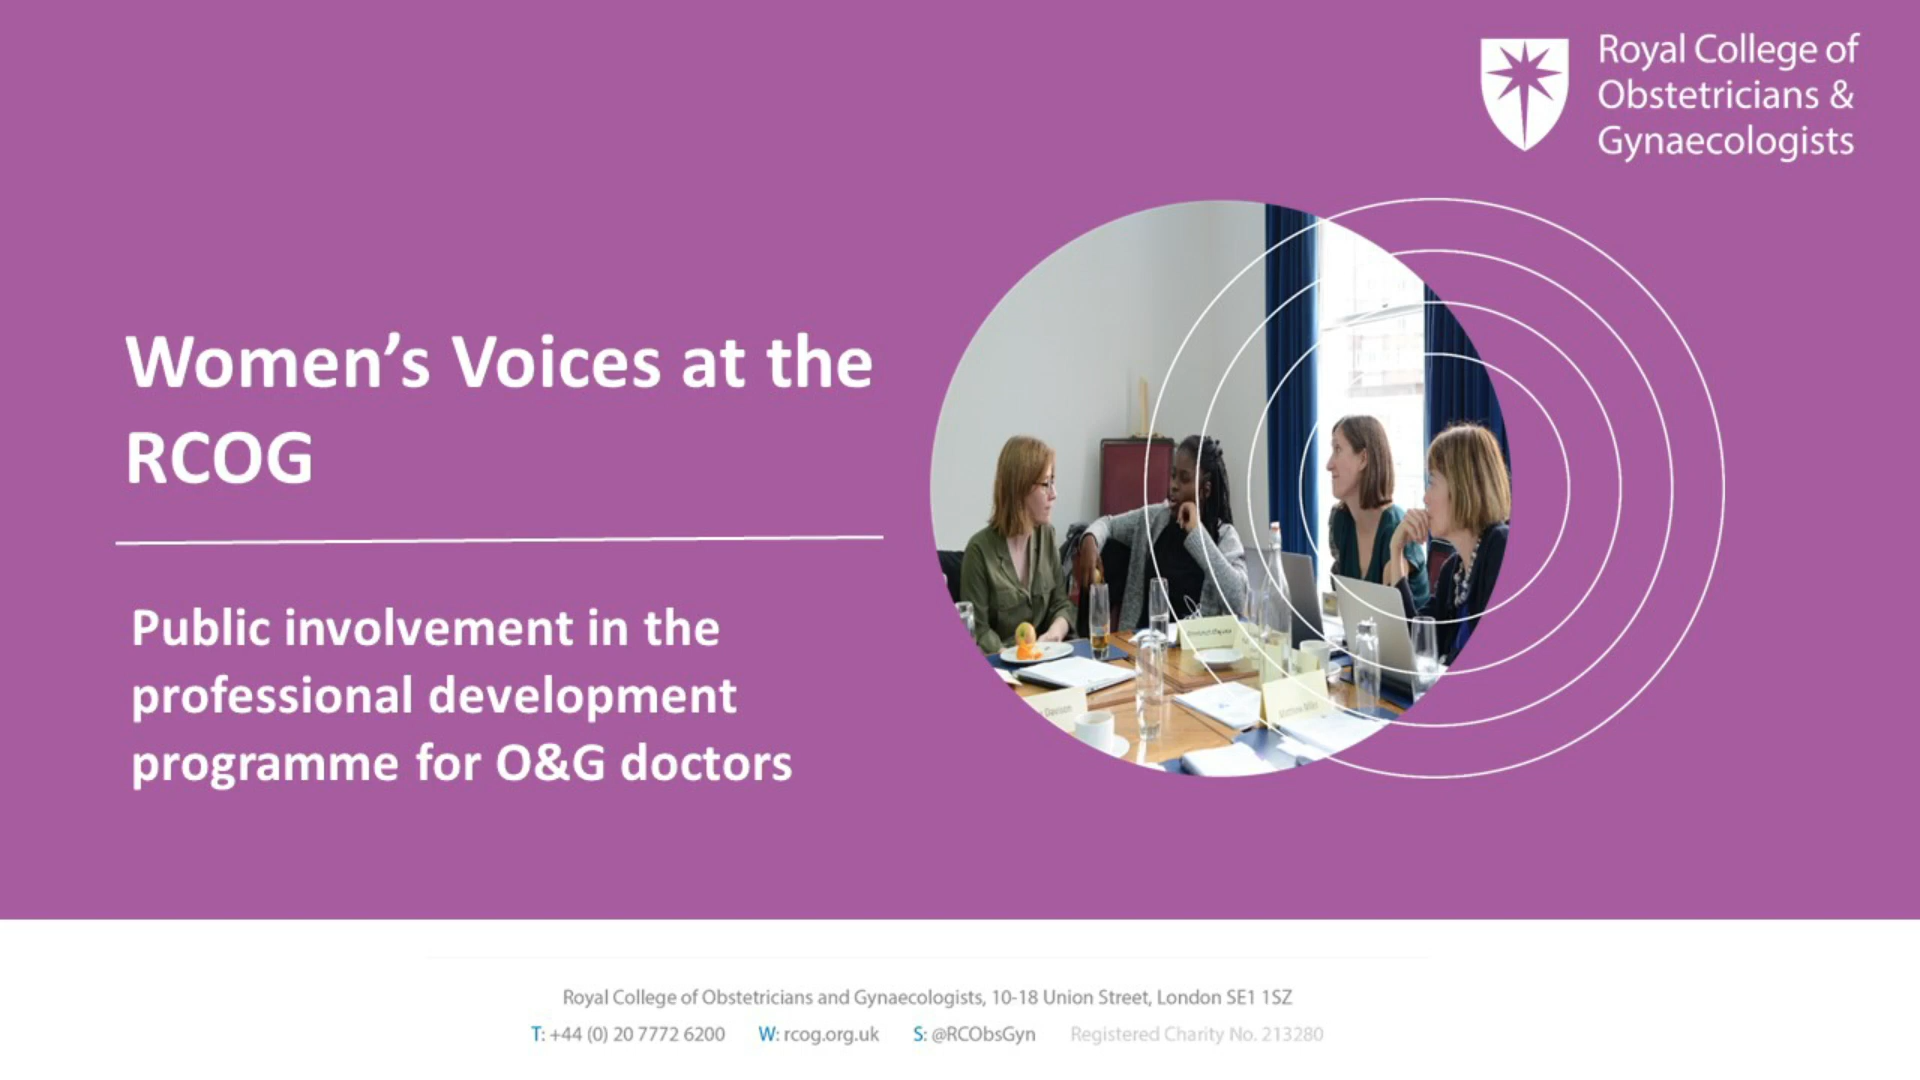 Royal College of
Obstetricians &
Gynaecologists
Women’s Voices at the
RCOG
Public involvement in the
professional development
programme for O&G doctors
Royal College of Obstetricians and Gynaecologists, 10-18 Union Street, London SE1 1SZ
T: +44 (0) 20 7772 6200 W: rcog.org.uk S: @RCObsGyn Registered Charity No. 213280